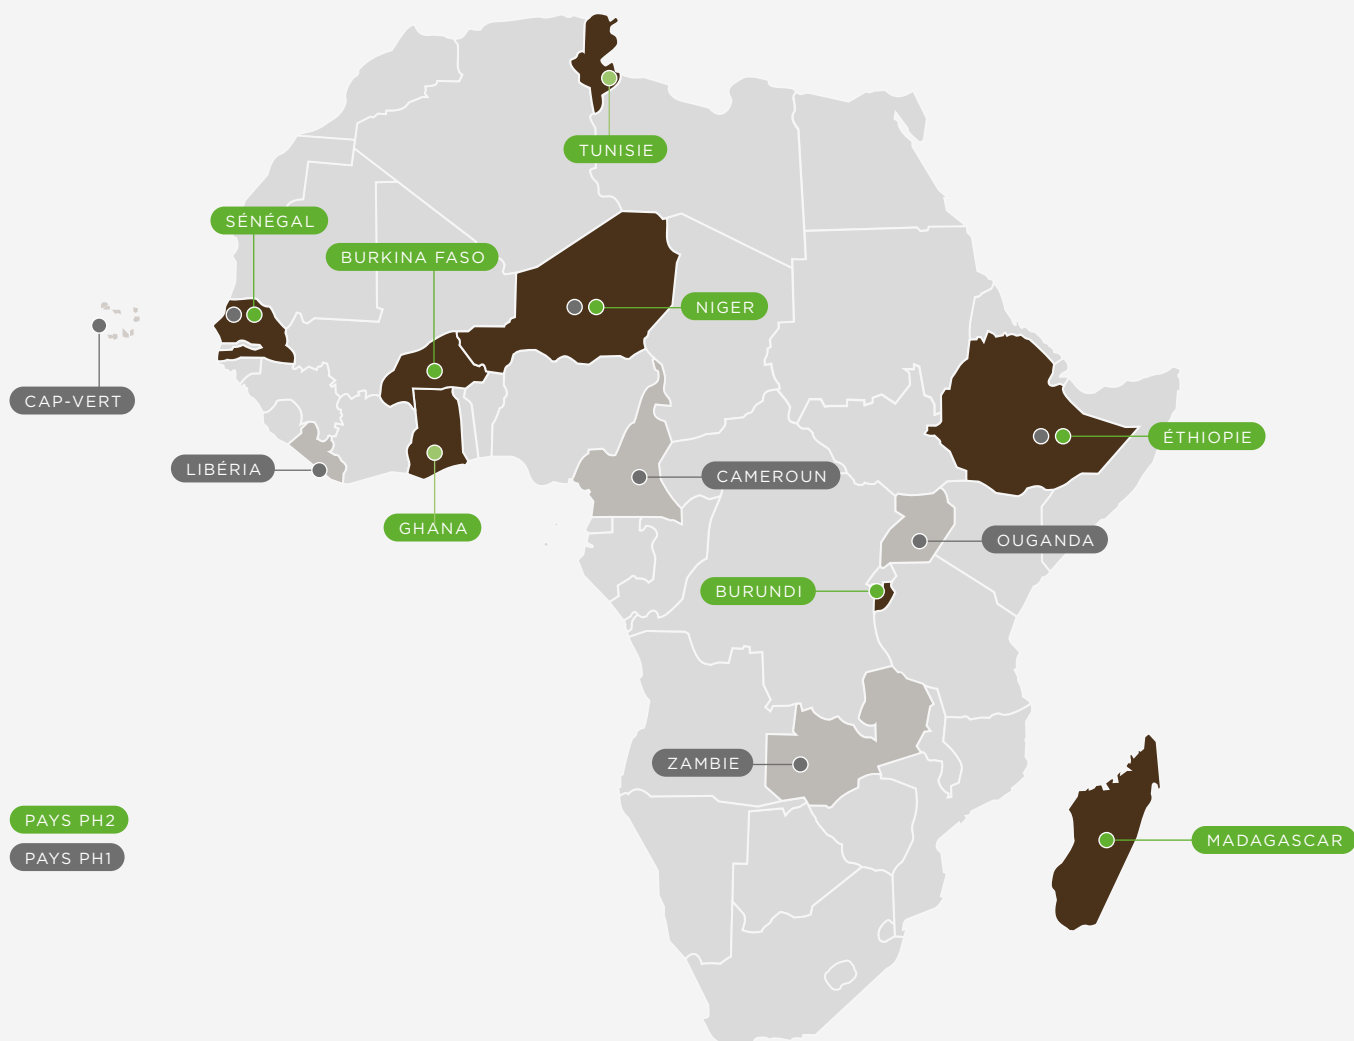 TUNISIE
SÉNÉGAL
BURKINA FASO
NIGER
CAP-VERT
ÉTHIOPIE
LIBÉRIA
CAMEROUN
GHANA
OUGANDA
BURUNDI
ZAMBIE
PAYS PH2
MADAGASCAR
PAYS PH1